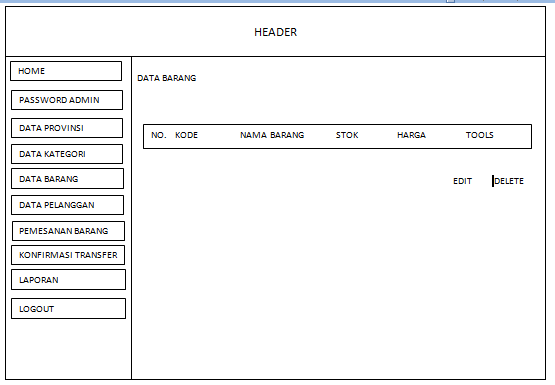 HEADER
HOME
PASSWORD ADMIN
DATA PROVINSI
DATA KATEGORI
DATA BARANG
DATA PELANGGAN
PEMESANAN BARANG
KONFIRMASI TRANSFER
LAPORAN
LOGOUT
DATA BARANG
NO. KODE NAMA BARANG STOK HARGA TOOLS
EDIT DELETE